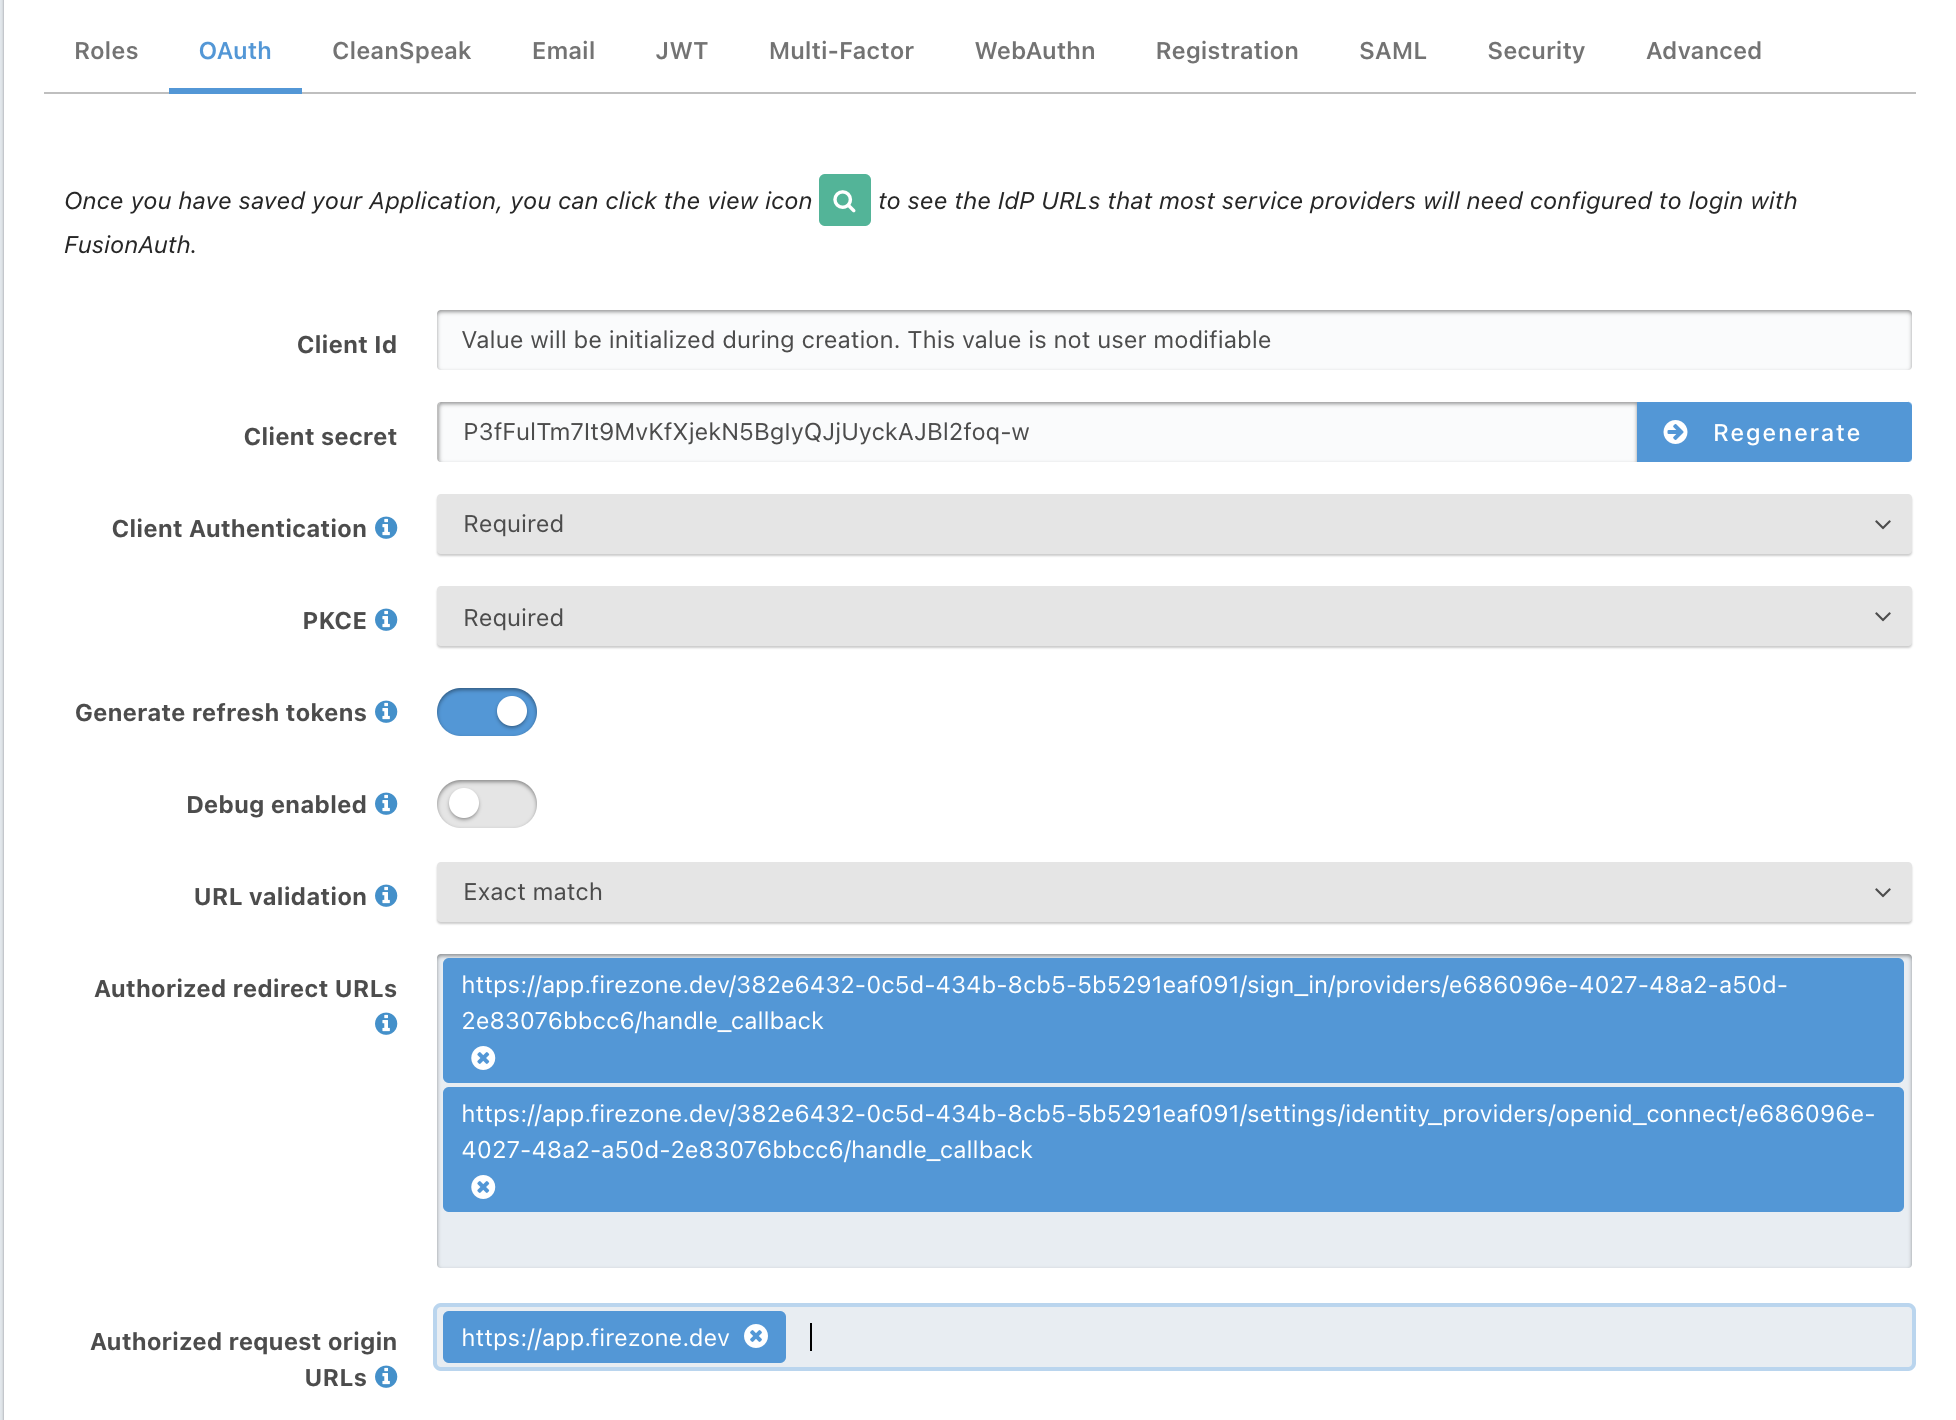 Roles OAuth CleanSpeak Email JWT Multi-Factor WebAuthn Registration SAML Security Advanced
Once you have saved your Application, you can click the view icon to see the IdP URLs that most service providers will need configured to login with
FusionAuth.
Client Id Value will be initialized during creation. This value is not user modifiable
Client secret P3fFulTm7It9MvKfXjekN5BgIyQJjUyckAJBl2foq-w Regenerate
Client Authentication Required
PKCE Required
Generate refresh tokens
Debug enabled
URL validation Exact match
Authorized redirect URLs
https://app.firezone.dev/382e6432-0c5d-434b-8cb5-5b5291eaf091/sign_in/providers/e686096e-4027-48a2-a50d-
2e83076bbcc6/handle_callback
https://app.firezone.dev/382e6432-0c5d-434b-8cb5-5b5291eaf091/settings/identity_providers/openid_connect/e686096e-
4027-48a2-a50d-2e83076bbcc6/handle_callback
Authorized request origin
URLs
https://app.firezone.dev